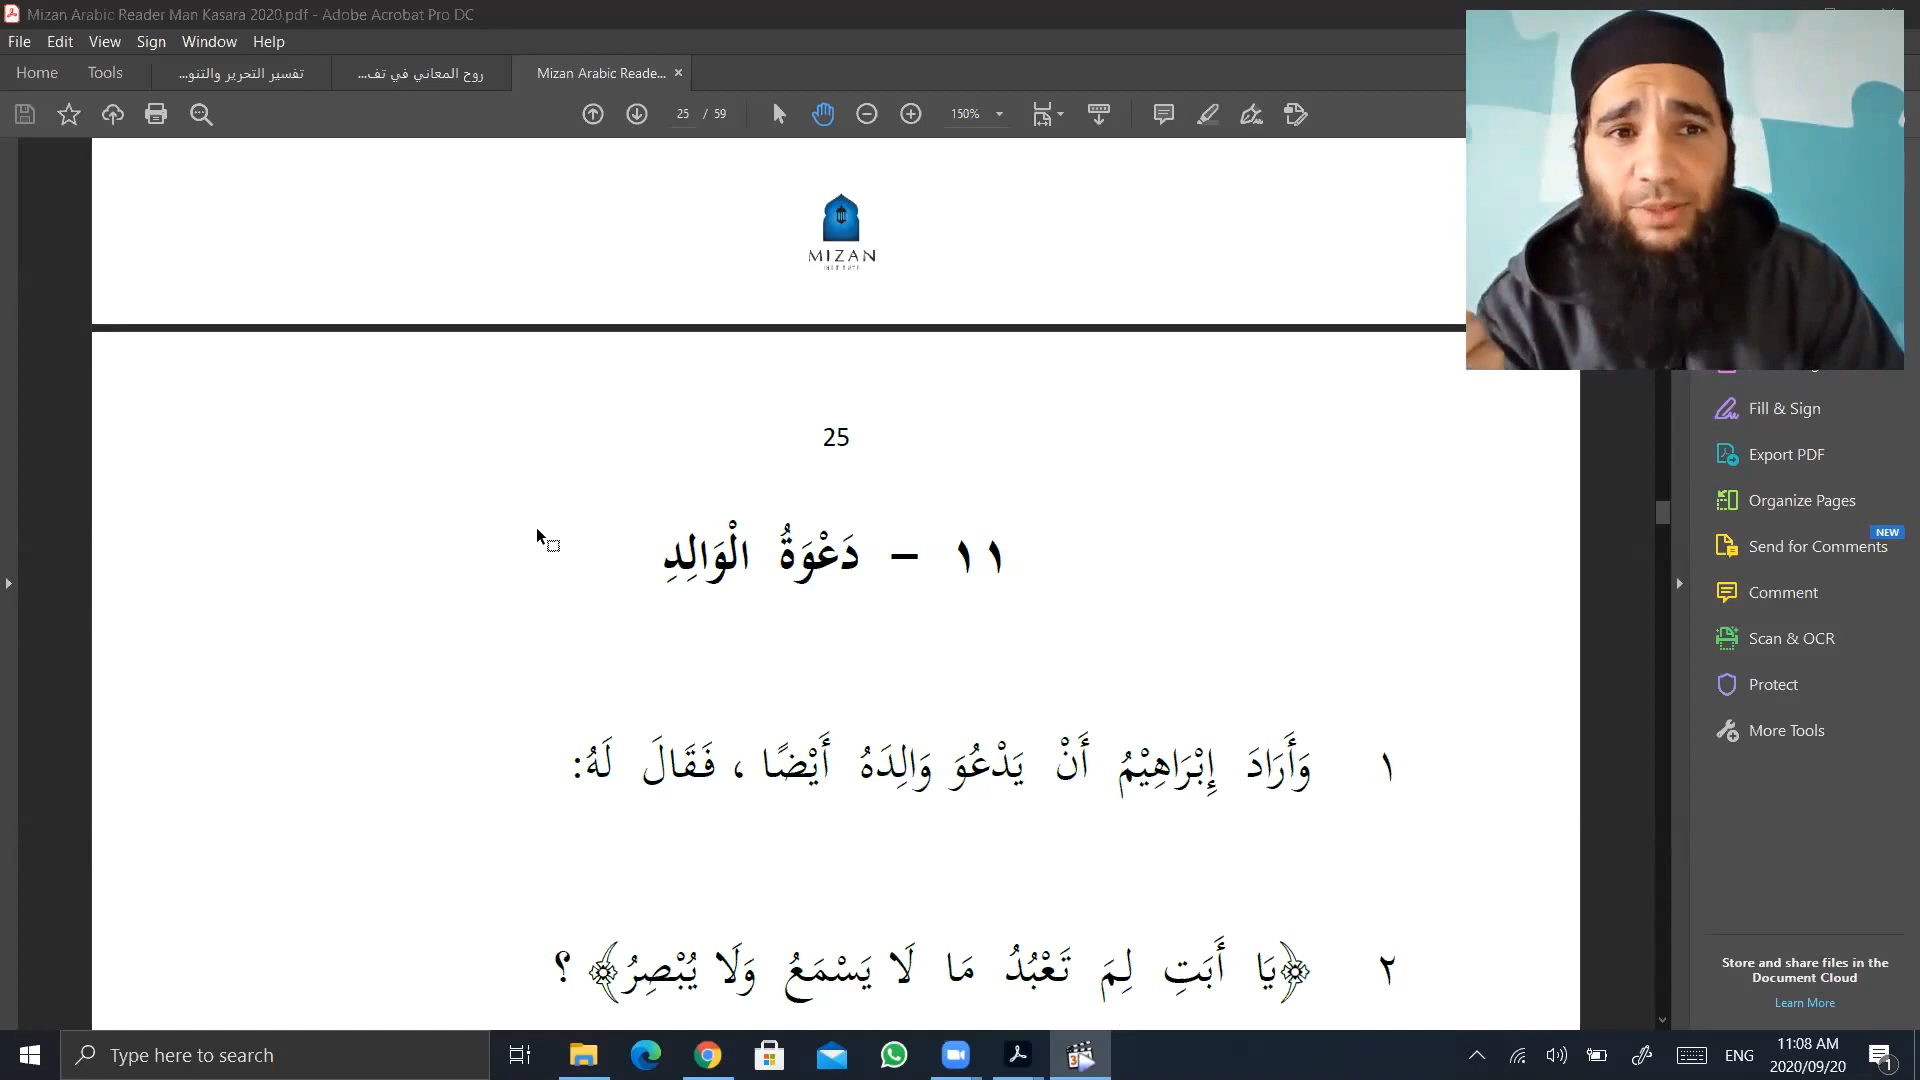 Mizan Arabic Reader Man Kasara 2020.pdf - Adobe Acrobat Pro DC
File Edit View Sign Window Help
Home Tools تفسير التحرير والتنو... روح المعاني في تف... Mizan Arabic Reade... ×
25 / 59 150%
MIZAN
25
١١ – دَعْوَةُ الْوَالِدِ
١ وَأَرَادَ إِبْرَاهِيْمُ أَنْ يَدْعُوَ وَالِدَهُ أَيْضًا ، فَقَالَ لَهُ:
٢ ﴿يَا أَبَتِ لِمَ تَعْبُدُ مَا لَا يَسْمَعُ وَلَا يُبْصِرُ﴾ ؟
Fill & Sign
Export PDF
Organize Pages
NEW
Send for Comments
Comment
Scan & OCR
Protect
More Tools
Store and share files in the
Document Cloud
Learn More
Type here to search
ENG
11:08 AM
2020/09/20
1